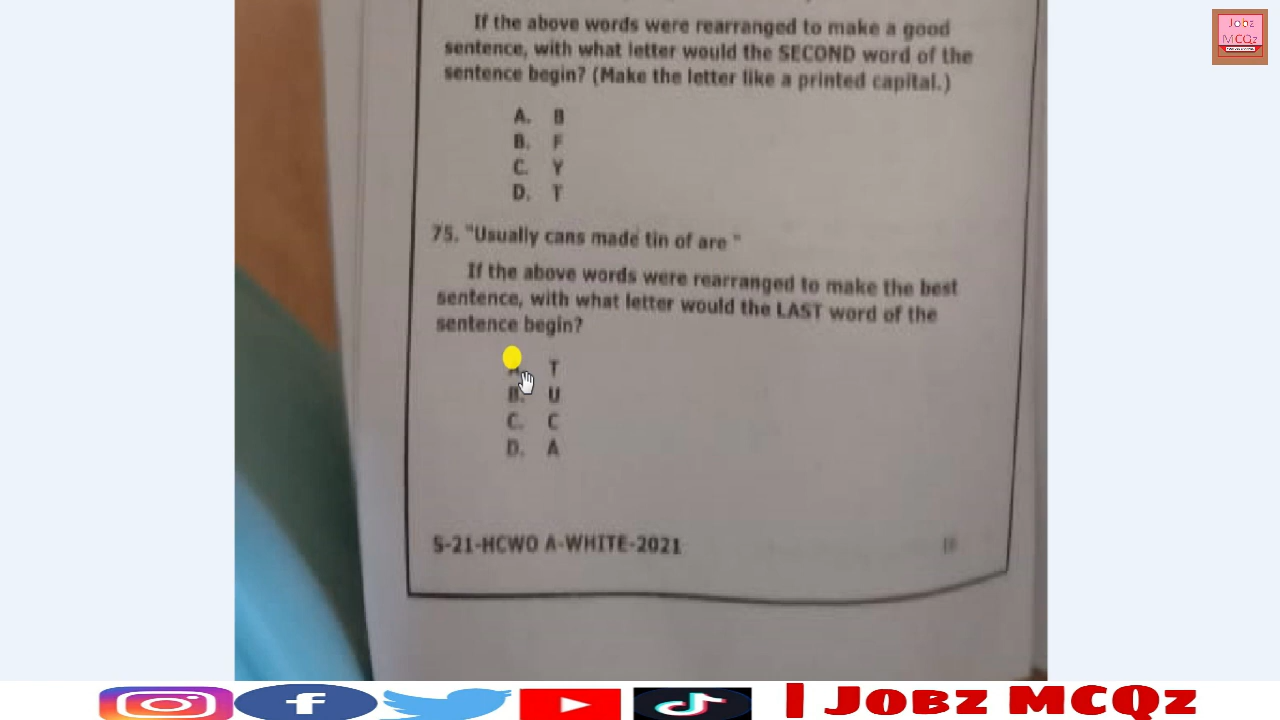 If the above words were rearranged to make a good
sentence, with what letter would the SECOND word of the
sentence begin? (Make the letter like a printed capital.)
A. B
B. F
C. Y
D. T
75. "Usually cans made tin of are "
If the above words were rearranged to make the best
sentence, with what letter would the LAST word of the
sentence begin?
T
B. U
C. C
D. A
S-21-HCWO A-WHITE-2021
Jobz
MCQz
| Jobz MCQz